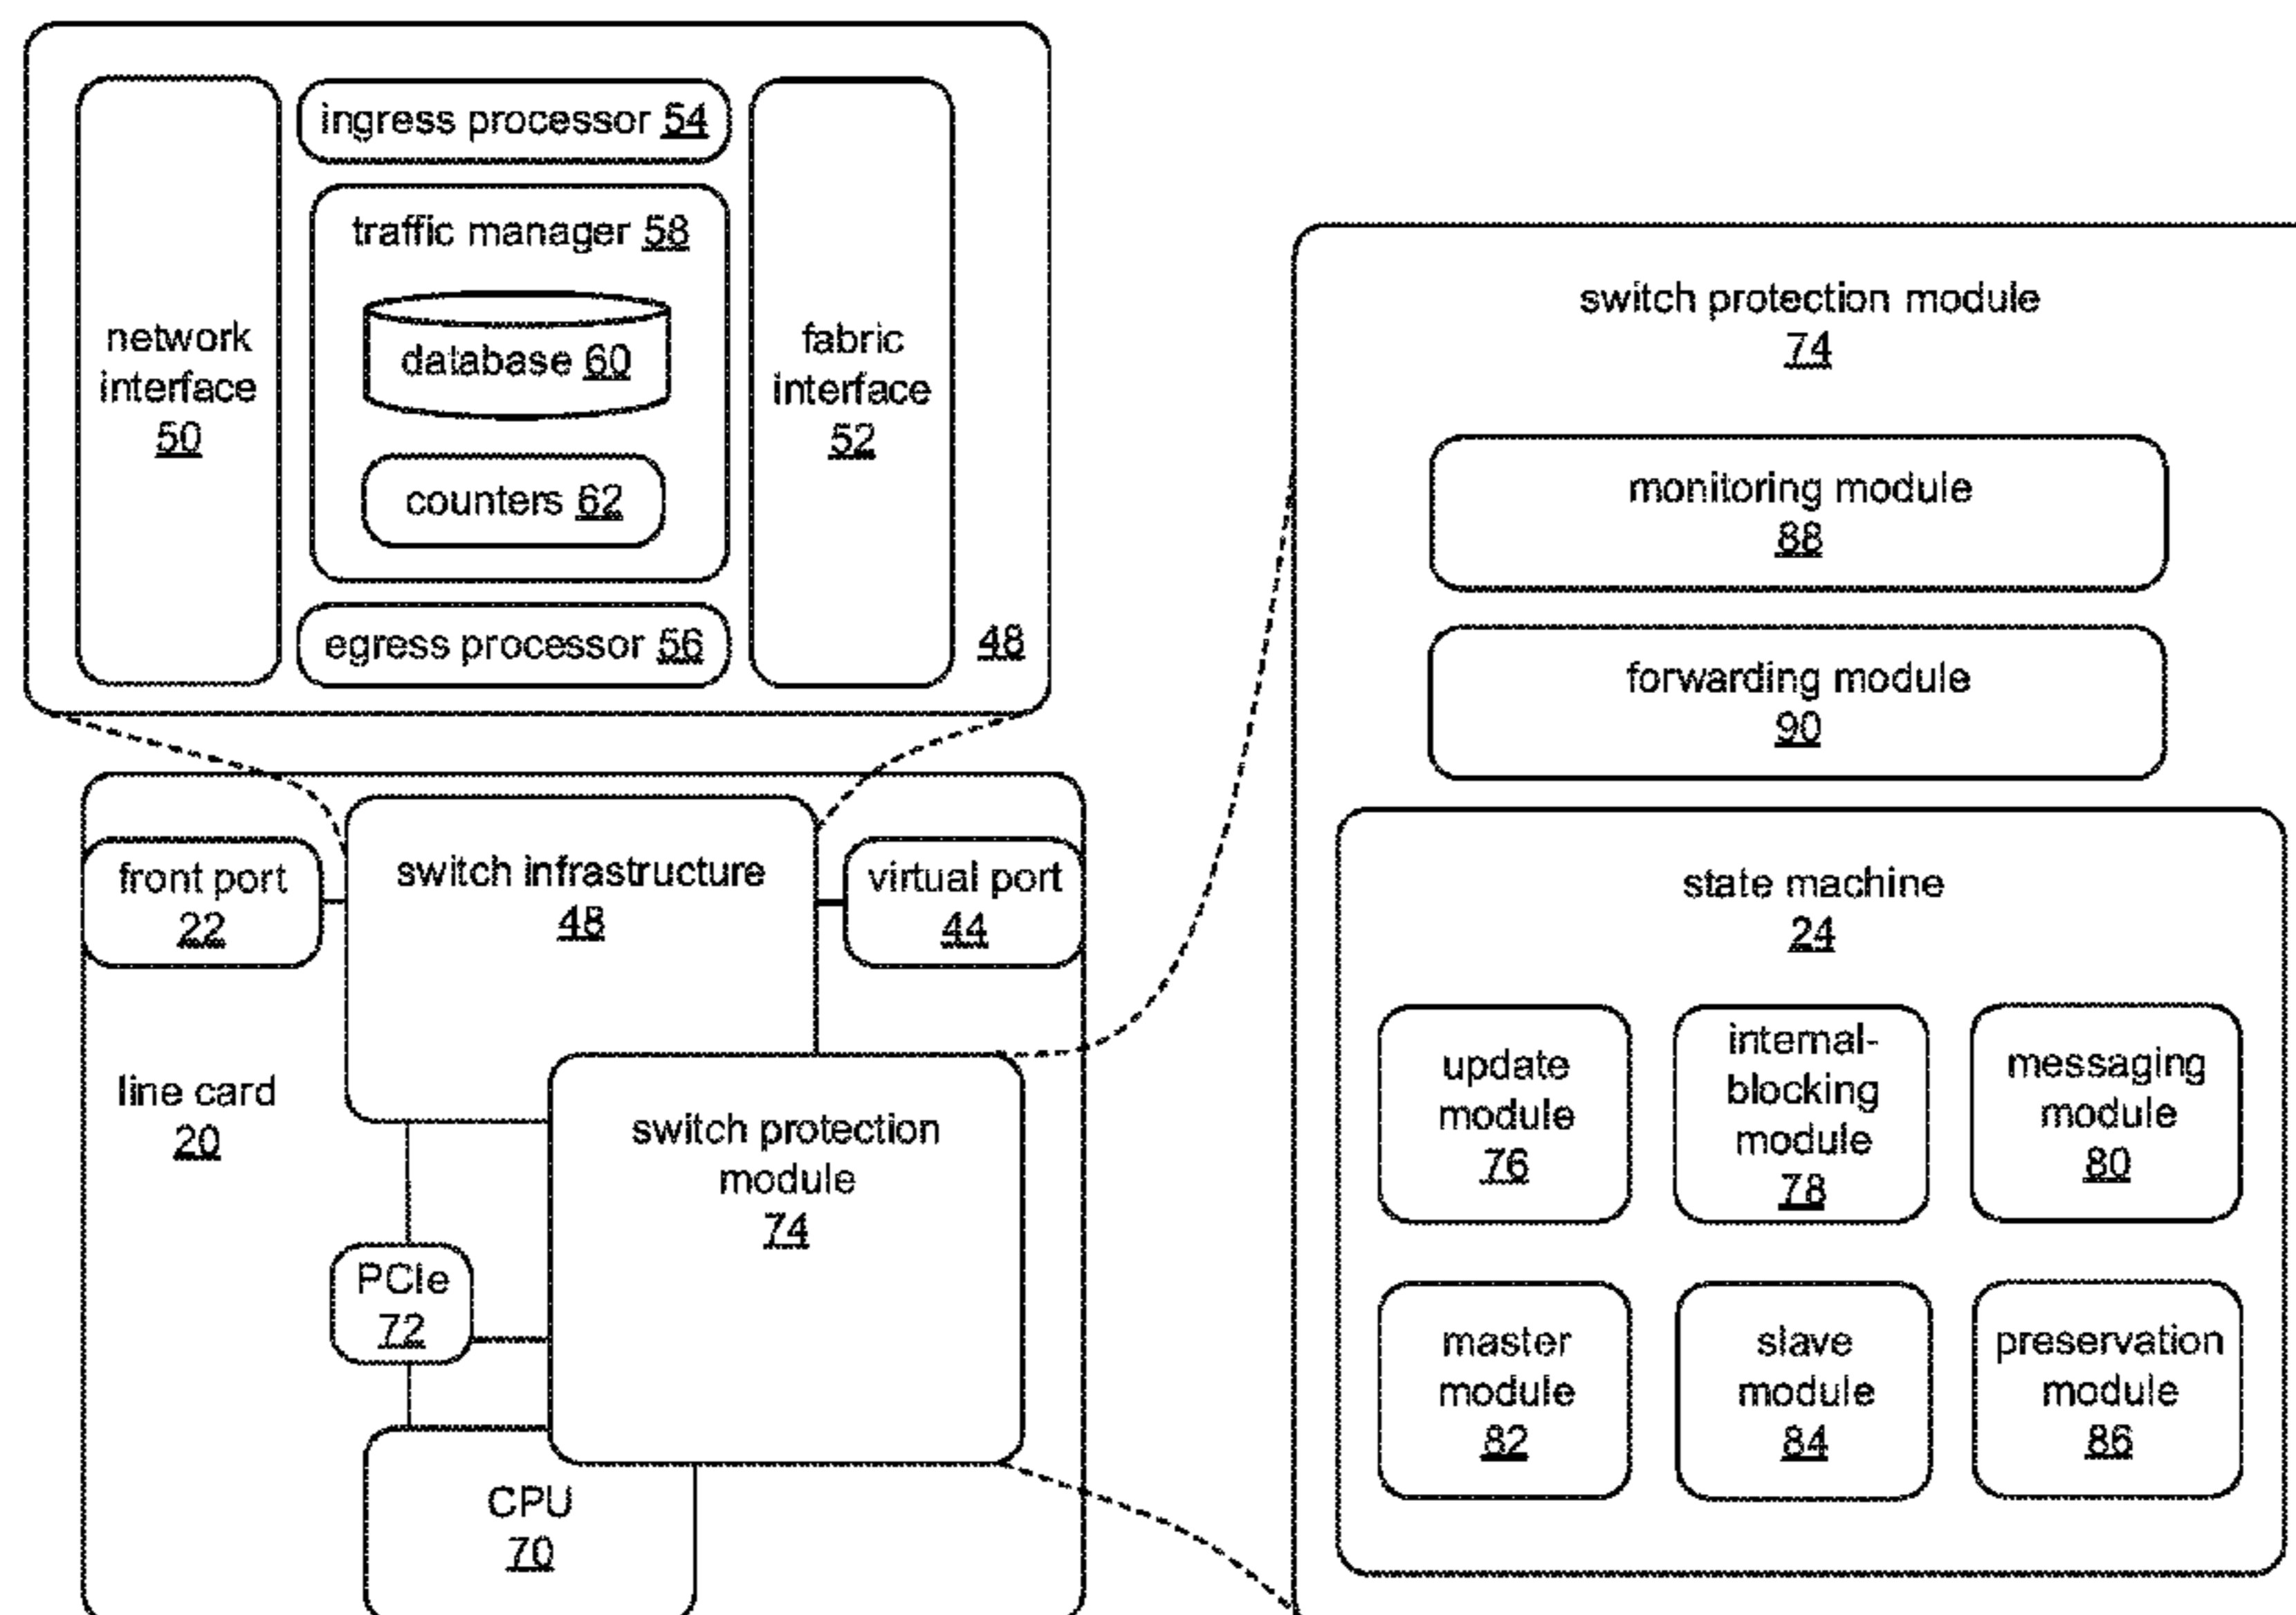 ingress processor 54
traffic manager 58
database 60
counters 62
egress processor 56
network
interface
50
fabric
interface
52
48
front port
22
switch infrastructure
48
virtual port
44
line card
20
switch protection
module
74
PCIe
72
CPU
70
switch protection module
74
monitoring module
88
forwarding module
90
state machine
24
update
module
76
internal-
blocking
module
78
messaging
module
80
master
module
82
slave
module
84
preservation
module
86